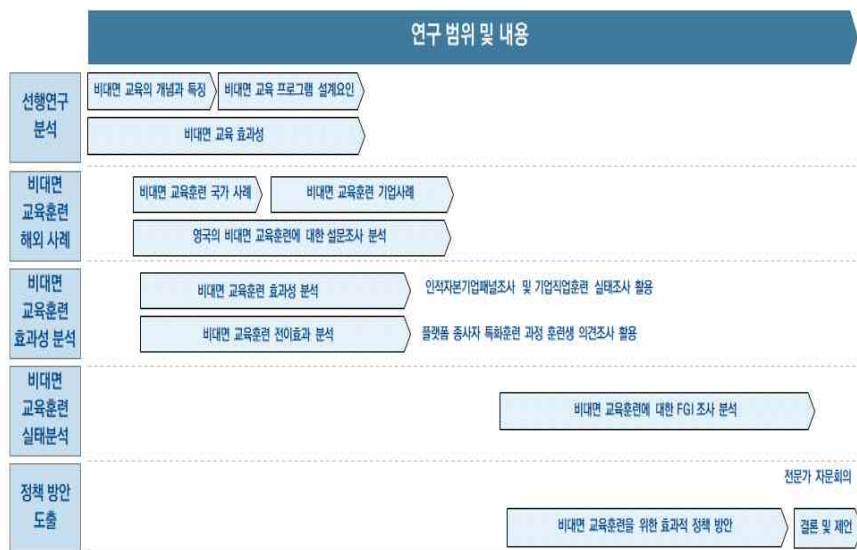 연구 범위 및 내용
선행연구
분석
비대면 교육의 개념과 특징
비대면 교육 프로그램 설계요인
비대면 교육 효과성
비대면
교육훈련
해외 사례
비대면 교육훈련 국가 사례
비대면 교육훈련 기업사례
영국의 비대면 교육훈련에 대한 설문조사 분석
비대면
교육훈련
효과성 분석
비대면 교육훈련 효과성 분석
인적자본기업패널조사 및 기업직업훈련 실태조사 활용
비대면 교육훈련 전이효과 분석
플랫폼 종사자 특화훈련 과정 훈련생 의견조사 활용
비대면
교육훈련
실태분석
비대면 교육훈련에 대한 FGI 조사 분석
정책 방안
도출
전문가 자문회의
비대면 교육훈련을 위한 효과적 정책 방안
결론 및 제언